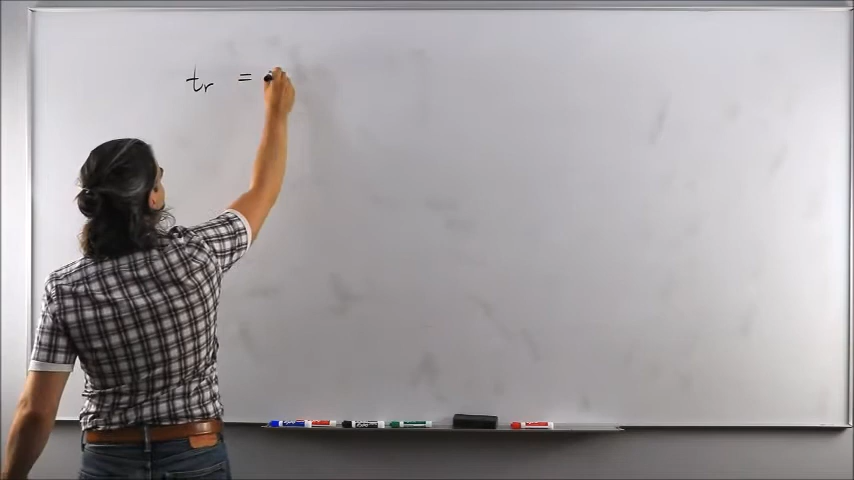 tᵣ =